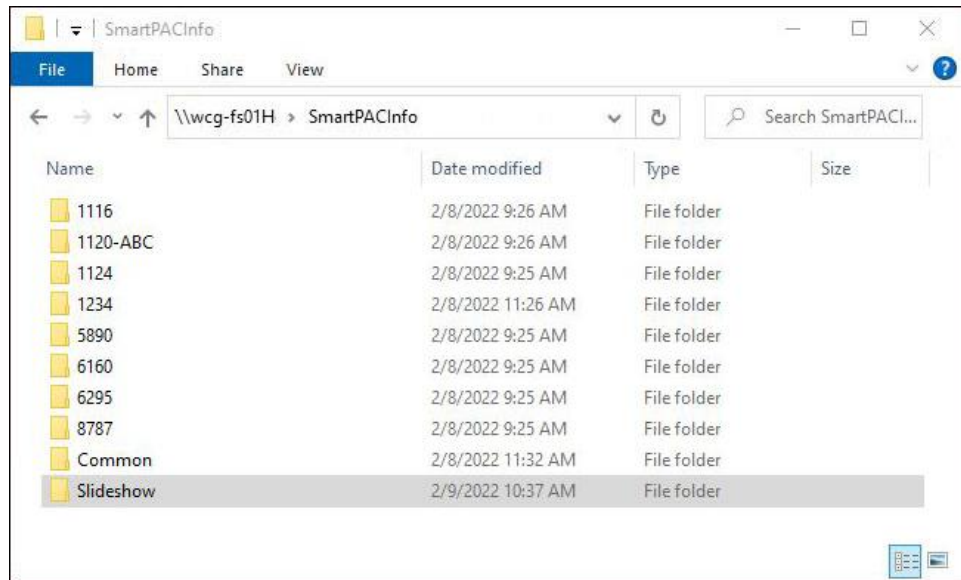 SmartPACInfo
File Home Share View
\\wcg-fs01H SmartPACInfo Search SmartPACI...
Name Date modified Type Size
1116 2/8/2022 9:26 AM File folder
1120-ABC 2/8/2022 9:26 AM File folder
1124 2/8/2022 9:25 AM File folder
1234 2/8/2022 11:26 AM File folder
5890 2/8/2022 9:25 AM File folder
6160 2/8/2022 9:25 AM File folder
6295 2/8/2022 9:25 AM File folder
8787 2/8/2022 9:25 AM File folder
Common 2/8/2022 11:32 AM File folder
Slideshow 2/9/2022 10:37 AM File folder